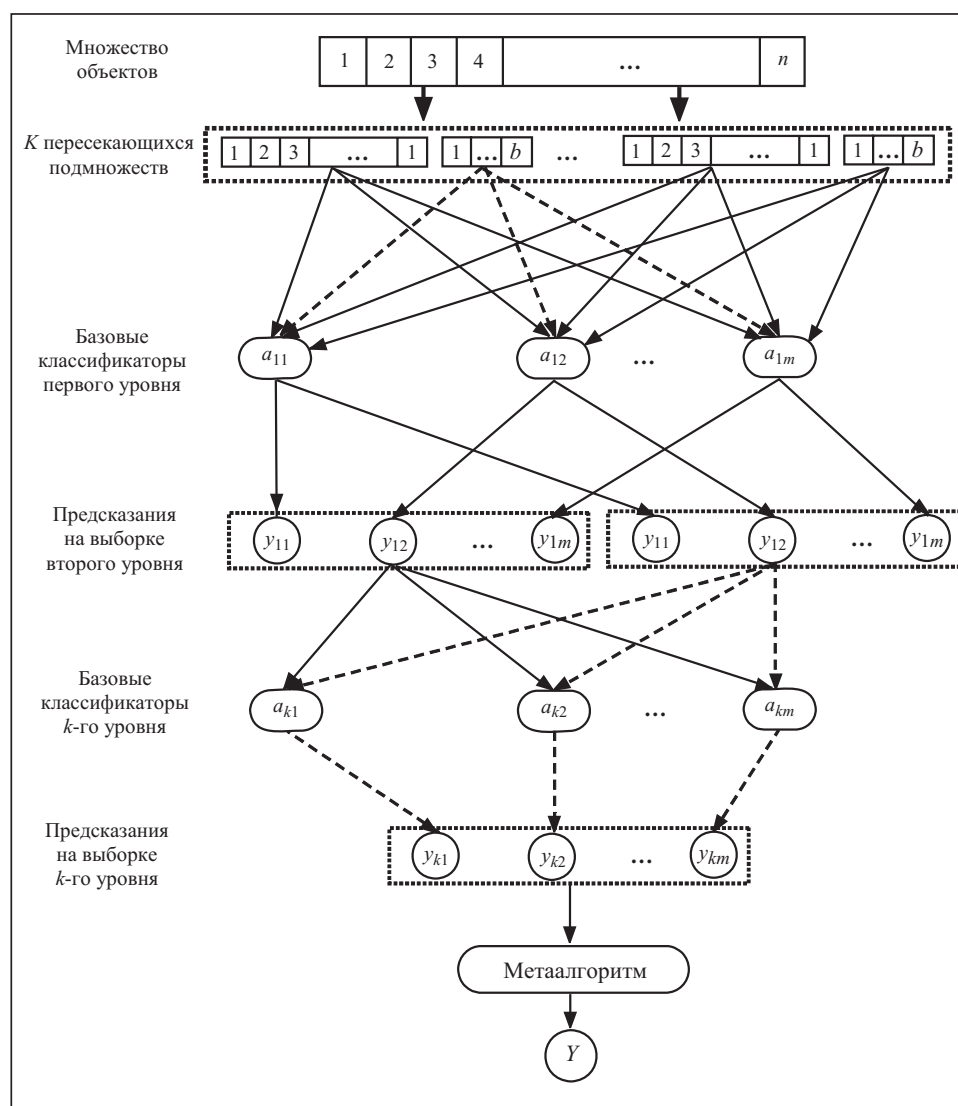 Множество
объектов
1 2 3 4 ... n
K пересекающихся
подмножеств
1 2 3 ... 1 1 ... b ... 1 2 3 ... 1 1 ... b
Базовые
классификаторы
первого уровня
a11 a12 ... a1m
Предсказания
на выборке
второго уровня
y11 y12 ... y1m y11 y12 ... y1m
Базовые
классификаторы
k-го уровня
ak1 ak2 ... akm
Предсказания
на выборке
k-го уровня
yk1 yk2 ... ykm
Метаалгоритм
Y